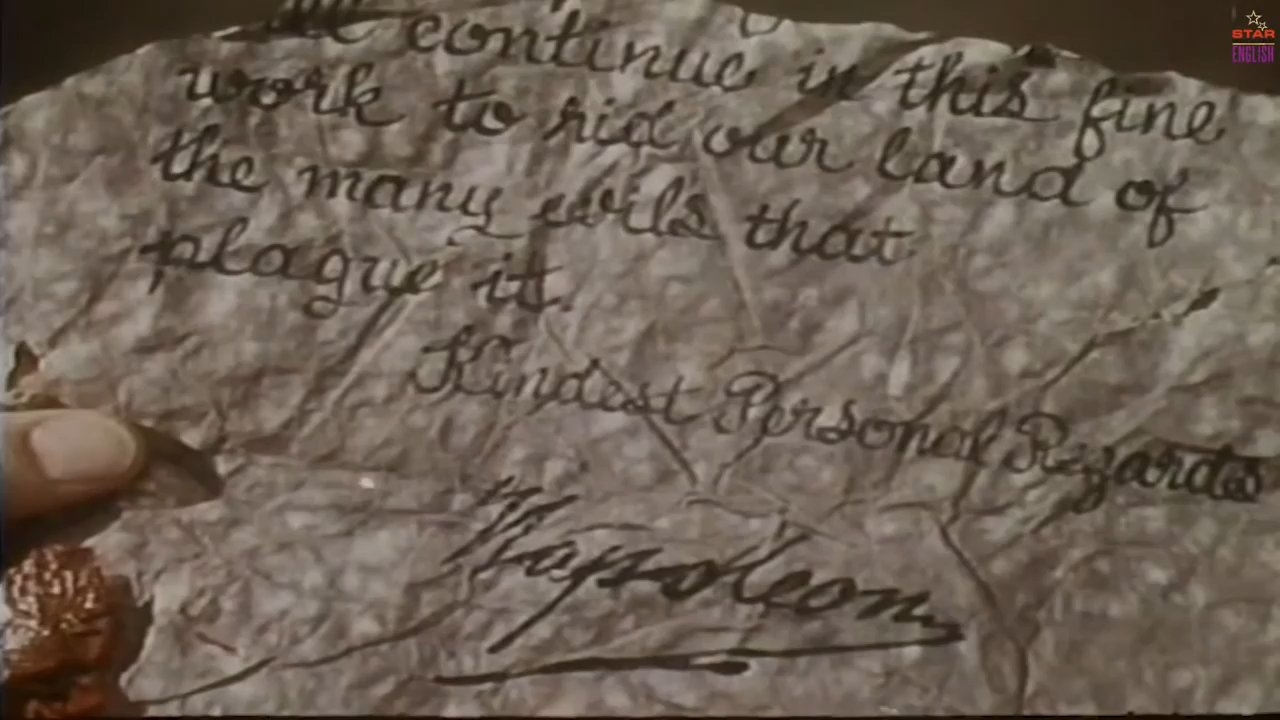 continue in this fine
work to rid our land of
the many evils that
plague it.
Kindest Personal Regards
Napoleon
STAR
ENGLISH